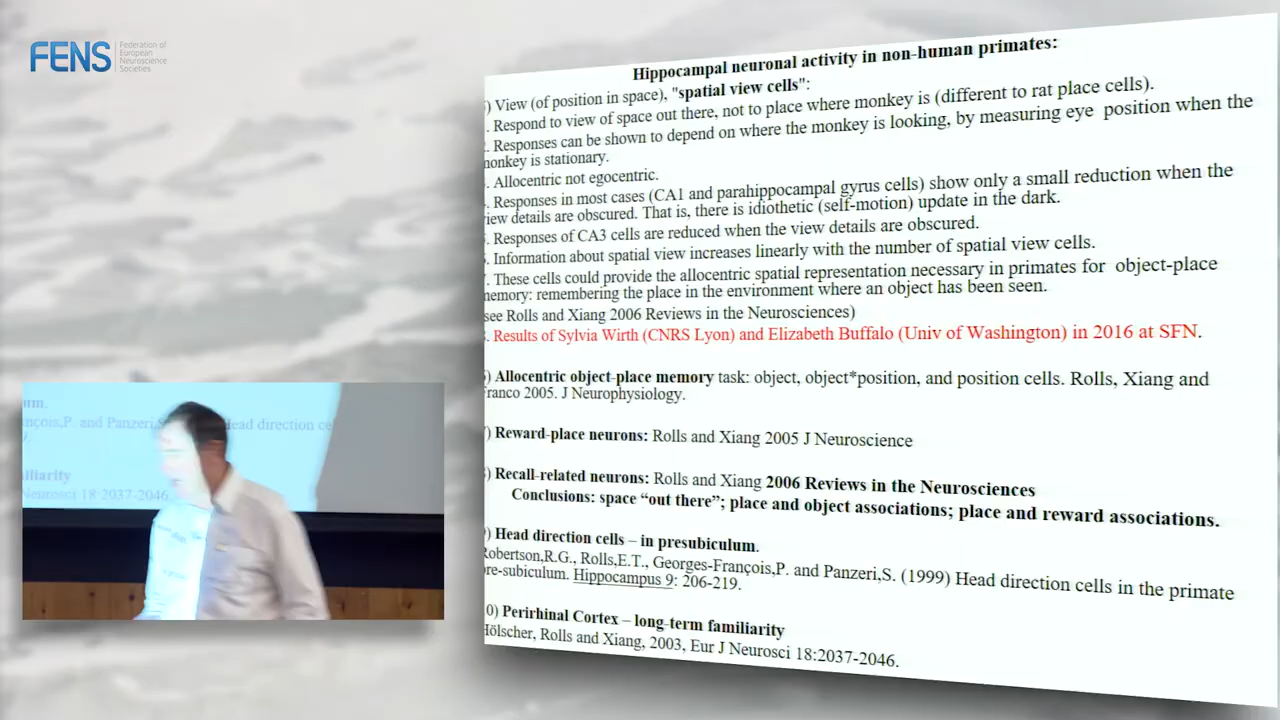 FENS
Federation of
European
Neuroscience
Societies
Hippocampal neuronal activity in non-human primates:
) View (of position in space), "spatial view cells":
. Respond to view of space out there, not to place where monkey is (different to rat place cells).
. Responses can be shown to depend on where the monkey is looking, by measuring eye position when the
monkey is stationary.
. Allocentric not egocentric.
. Responses in most cases (CA1 and parahippocampal gyrus cells) show only a small reduction when the
view details are obscured. That is, there is idiothetic (self-motion) update in the dark.
. Responses of CA3 cells are reduced when the view details are obscured.
. Information about spatial view increases linearly with the number of spatial view cells.
. These cells could provide the allocentric spatial representation necessary in primates for object-place
memory: remembering the place in the environment where an object has been seen.
see Rolls and Xiang 2006 Reviews in the Neurosciences)
. Results of Sylvia Wirth (CNRS Lyon) and Elizabeth Buffalo (Univ of Washington) in 2016 at SFN.
) Allocentric object-place memory task: object, object*position, and position cells. Rolls, Xiang and
Franco 2005. J Neurophysiology.
) Reward-place neurons: Rolls and Xiang 2005 J Neuroscience
) Recall-related neurons: Rolls and Xiang 2006 Reviews in the Neurosciences
Conclusions: space “out there”; place and object associations; place and reward associations.
) Head direction cells – in presubiculum.
Robertson,R.G., Rolls,E.T., Georges-François,P. and Panzeri,S. (1999) Head direction cells in the primate
pre-subiculum. Hippocampus 9: 206-219.
0) Perirhinal Cortex – long-term familiarity
Hölscher, Rolls and Xiang, 2003, Eur J Neurosci 18:2037-2046.
um.
nçois,P. and Panzeri,S Head direction ce
iliarity
Neurosci 18:2037-2046